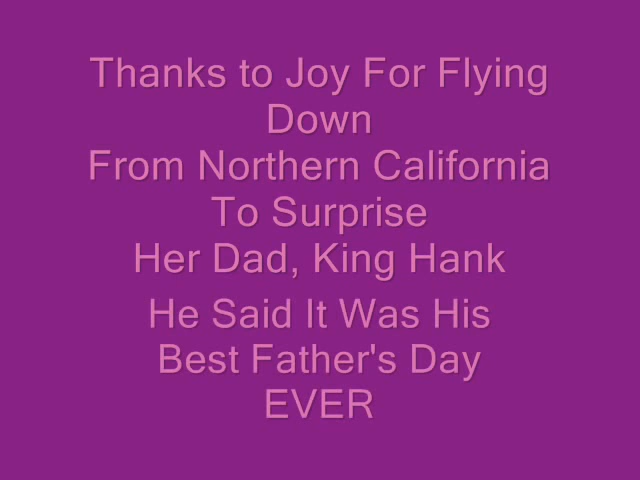 Thanks to Joy For Flying
Down
From Northern California
To Surprise
Her Dad, King Hank
He Said It Was His
Best Father's Day
EVER